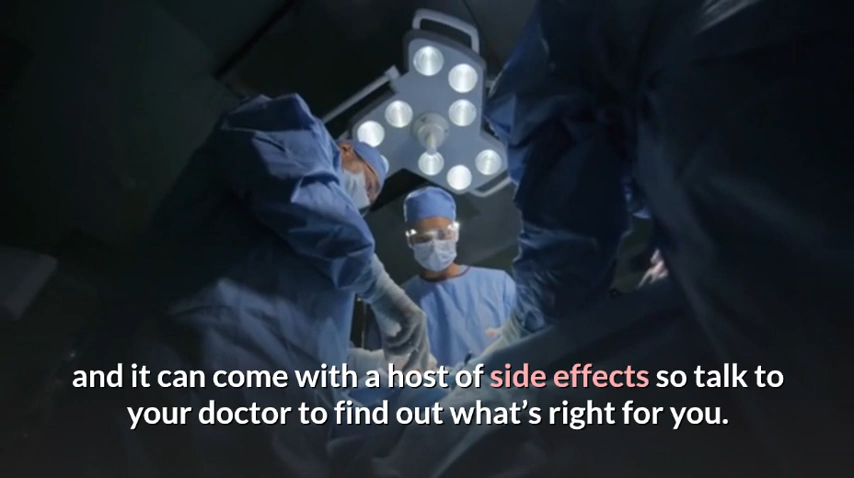 and it can come with a host of side effects so talk to
your doctor to find out what’s right for you.